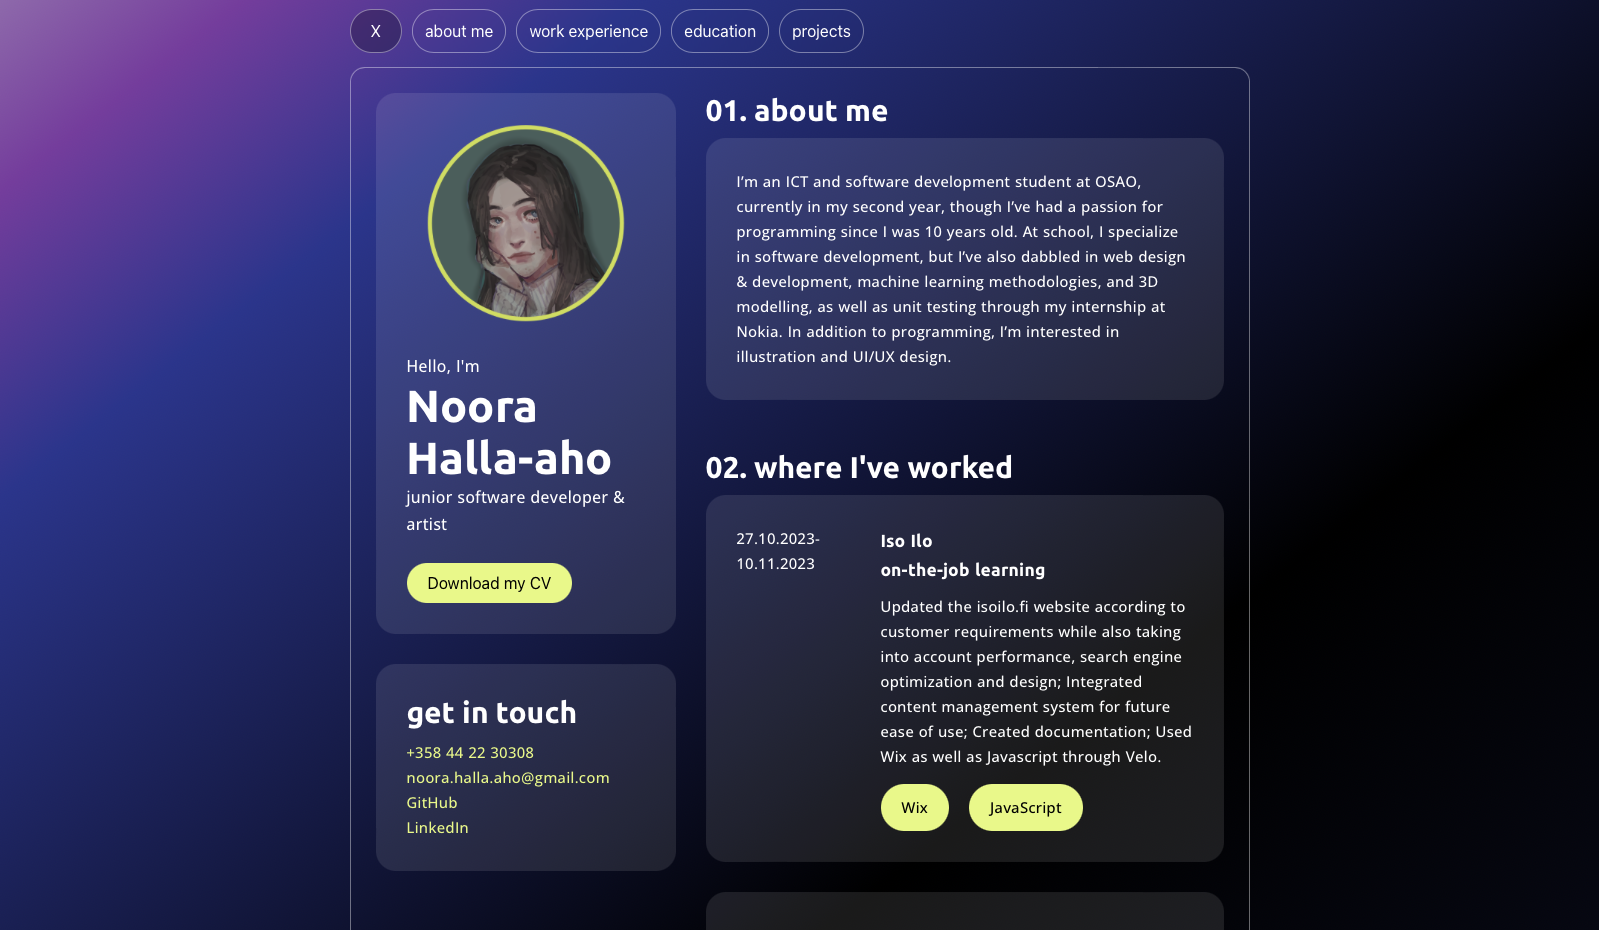 X
about me
work experience
education
projects
Hello, I'm
Noora
Halla-aho
junior software developer &
artist
Download my CV
get in touch
+358 44 22 30308
noora.halla.aho@gmail.com
GitHub
LinkedIn
01. about me
I’m an ICT and software development student at OSAO,
currently in my second year, though I’ve had a passion for
programming since I was 10 years old. At school, I specialize
in software development, but I’ve also dabbled in web design
& development, machine learning methodologies, and 3D
modelling, as well as unit testing through my internship at
Nokia. In addition to programming, I’m interested in
illustration and UI/UX design.
02. where I've worked
27.10.2023-
10.11.2023
Iso Ilo
on-the-job learning
Updated the isoilo.fi website according to
customer requirements while also taking
into account performance, search engine
optimization and design; Integrated
content management system for future
ease of use; Created documentation; Used
Wix as well as Javascript through Velo.
Wix
JavaScript